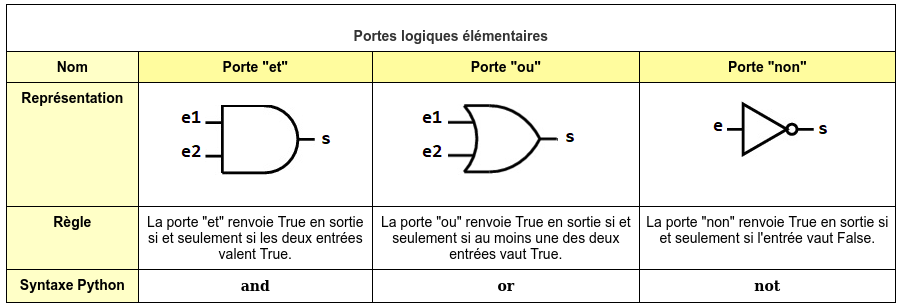 Portes logiques élémentaires
Nom
Porte "et"
Porte "ou"
Porte "non"
Représentation
e1
e2
s
e1
e2
s
e
s
Règle
La porte "et" renvoie True en sortie
si et seulement si les deux entrées
valent True.
La porte "ou" renvoie True en sortie si et
seulement si au moins une des deux
entrées vaut True.
La porte "non" renvoie True en sortie si
et seulement si l'entrée vaut False.
Syntaxe Python
and
or
not